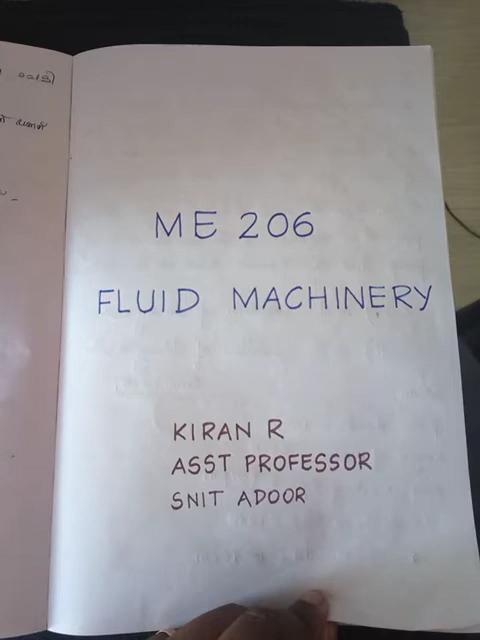 ME 206
FLUID MACHINERY
KIRAN R
ASST PROFESSOR
SNIT ADOOR